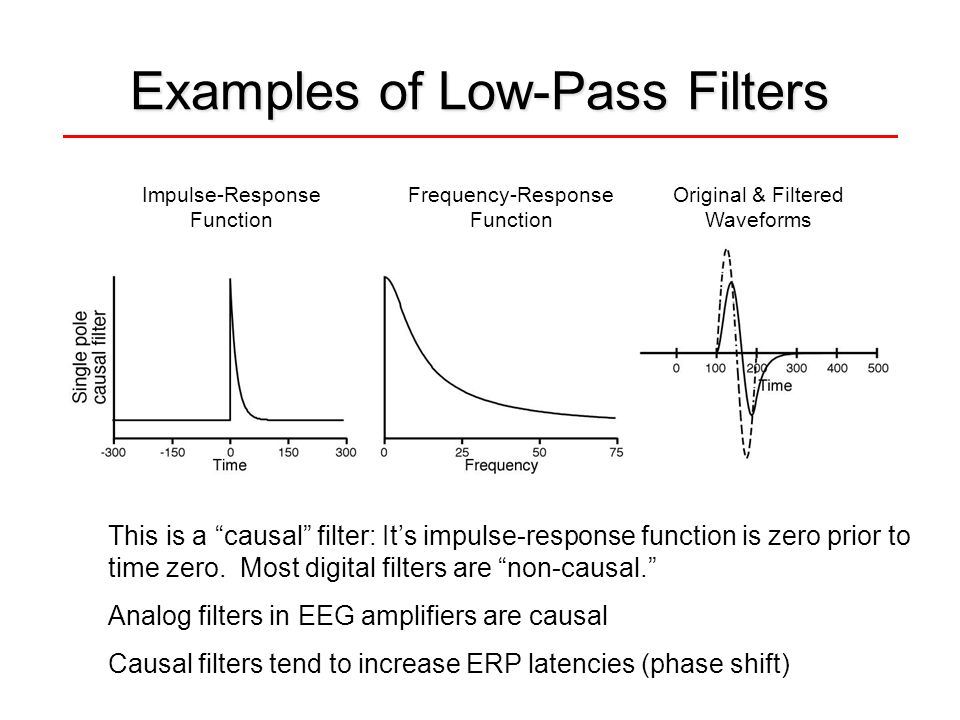 Examples of Low-Pass Filters
Impulse-Response
Function
Frequency-Response
Function
Original & Filtered
Waveforms
Single pole
causal filter
-300 -150 0 150 300
Time
0 25 50 75
Frequency
0 100 200 300 400 500
Time
This is a “causal” filter: It’s impulse-response function is zero prior to
time zero. Most digital filters are “non-causal.”
Analog filters in EEG amplifiers are causal
Causal filters tend to increase ERP latencies (phase shift)